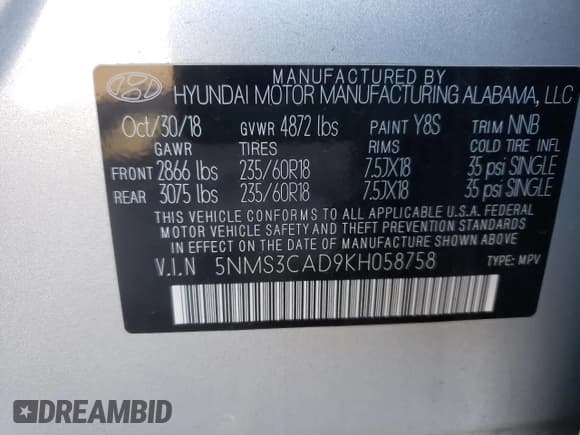 MANUFACTURED BY
HYUNDAI MOTOR MANUFACTURING ALABAMA, LLC
Oct/30/18 GVWR 4872 lbs PAINT Y8S TRIM NNB
GAWR TIRES RIMS COLD TIRE INFL
FRONT 2866 lbs 235/60R18 7.5JX18 35 psi SINGLE
REAR 3075 lbs 235/60R18 7.5JX18 35 psi SINGLE
THIS VEHICLE CONFORMS TO ALL APPLICABLE U.S.A. FEDERAL
MOTOR VEHICLE SAFETY AND THEFT PREVENTION STANDARDS
IN EFFECT ON THE DATE OF MANUFACTURE SHOWN ABOVE.
V.I.N 5NMS3CAD9KH058758 TYPE: MPV
DREAMBID